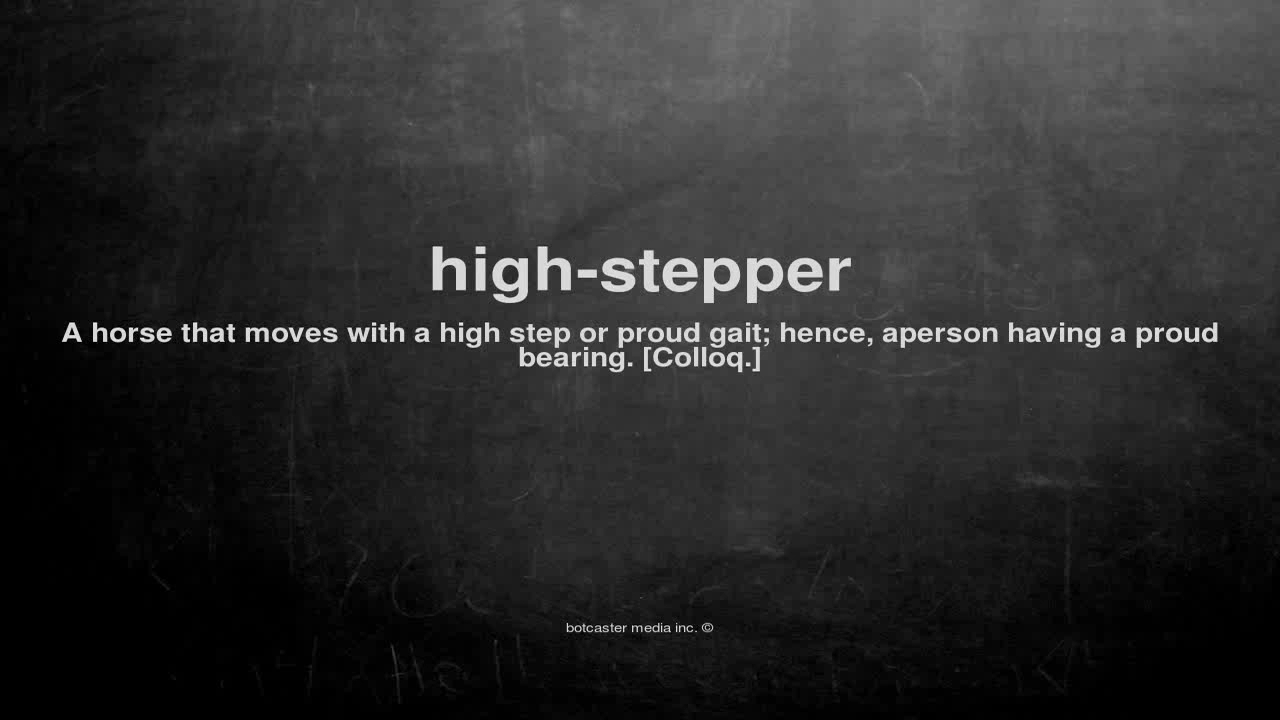 high-stepper
A horse that moves with a high step or proud gait; hence, aperson having a proud
bearing. [Colloq.]
botcaster media inc. ©